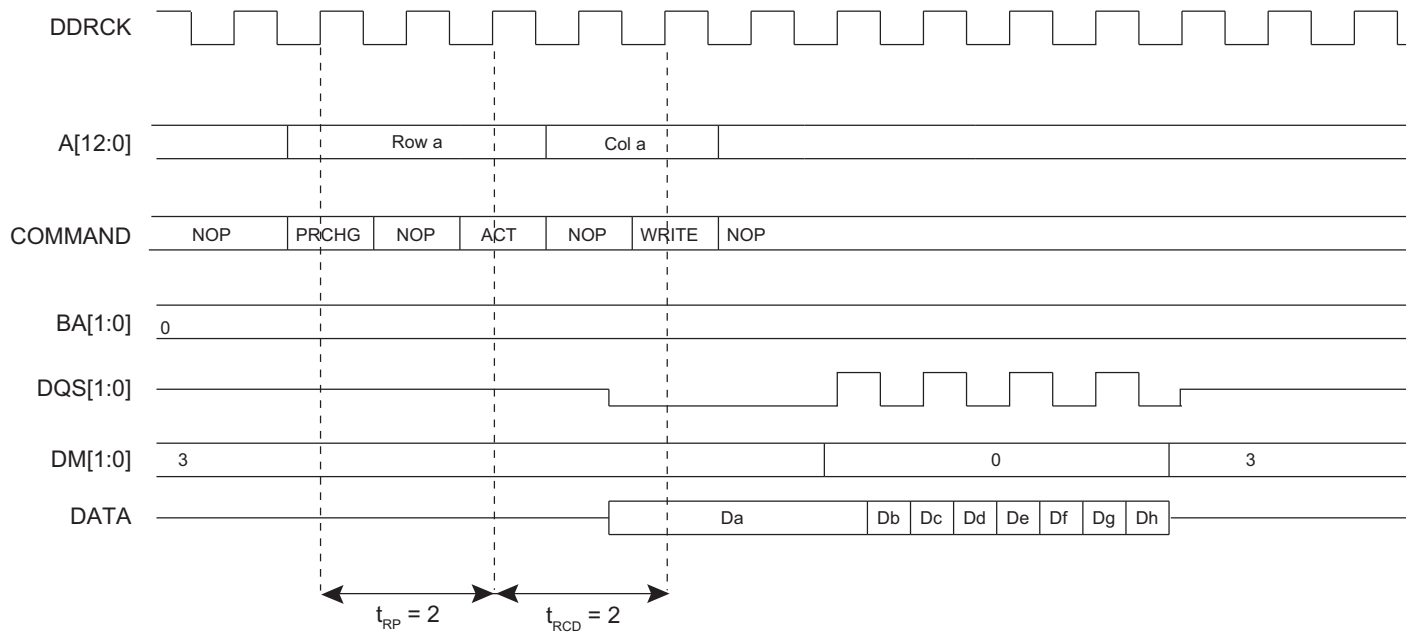 DDRCK
A[12:0] Row a Col a
COMMAND NOP PRCHG NOP ACT NOP WRITE NOP
BA[1:0] 0
DQS[1:0]
DM[1:0] 3 0 3
DATA Da Db Dc Dd De Df Dg Dh
tRP = 2 tRCD = 2